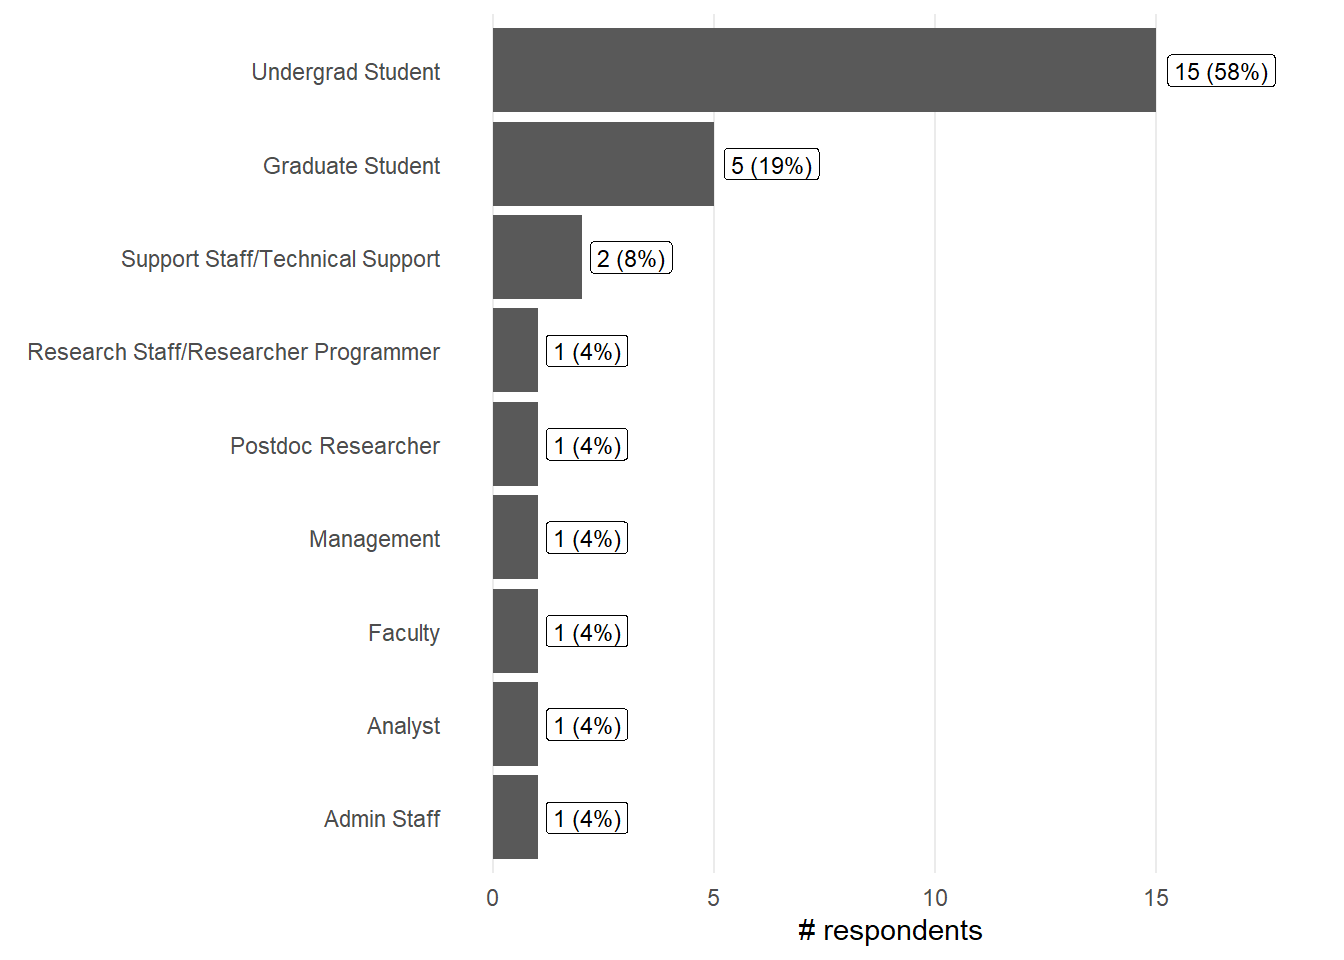 Undergrad Student 15 (58%)
Graduate Student 5 (19%)
Support Staff/Technical Support 2 (8%)
Research Staff/Researcher Programmer 1 (4%)
Postdoc Researcher 1 (4%)
Management 1 (4%)
Faculty 1 (4%)
Analyst 1 (4%)
Admin Staff 1 (4%)
0 5 10 15
# respondents